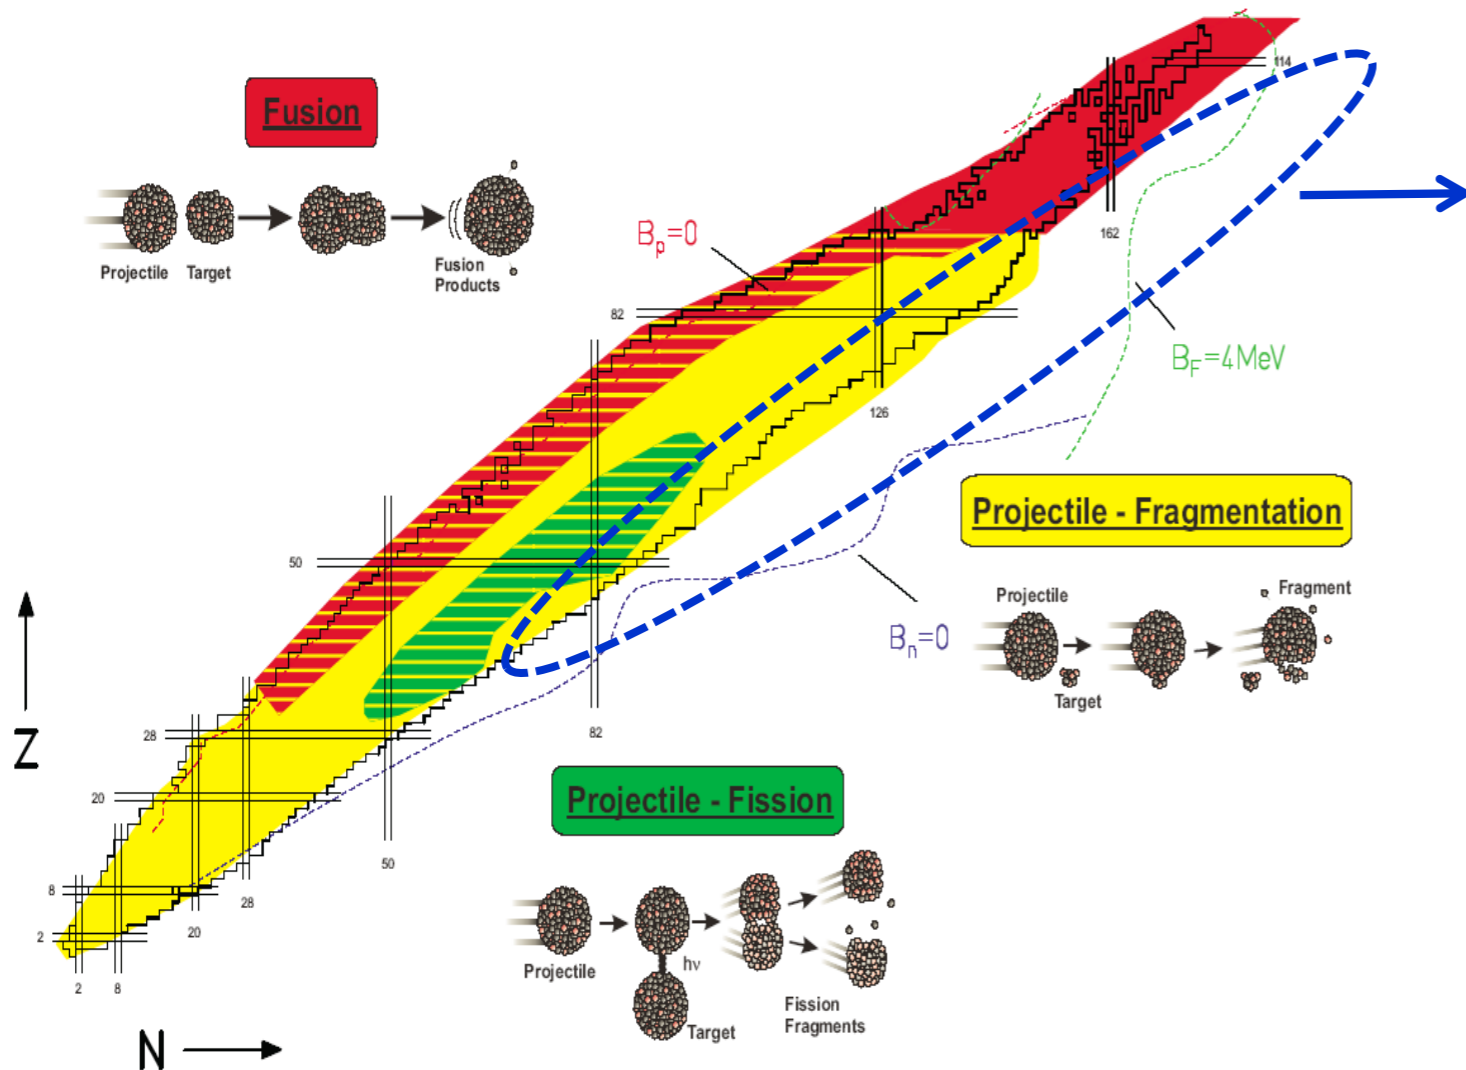 Fusion
Projectile Target
Fusion
Products
B_p=0
114
162
82
126
B_F=4MeV
Projectile - Fragmentation
Projectile
Fragment
Target
B_n=0
50
Z
28
82
20
Projectile - Fission
50
8
28
2
20
2
8
Projectile
hν
Target
Fission
Fragments
N